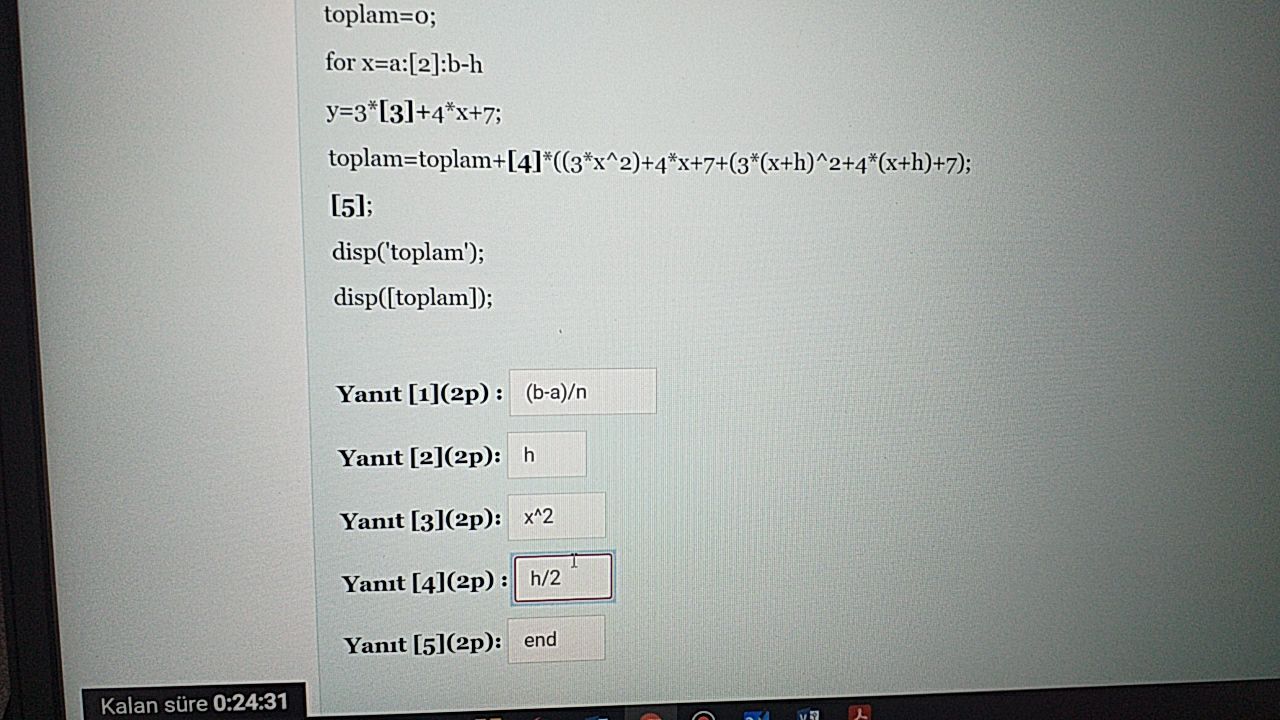 toplam=0;
for x=a:[2]:b-h
y=3*[3]+4*x+7;
toplam=toplam+[4]*((3*x^2)+4*x+7+(3*(x+h)^2+4*(x+h)+7);
[5];
disp('toplam');
disp([toplam]);
Yanıt [1](2p) : (b-a)/n
Yanıt [2](2p): h
Yanıt [3](2p): x^2
Yanıt [4](2p) : h/2
Yanıt [5](2p): end
Kalan süre 0:24:31